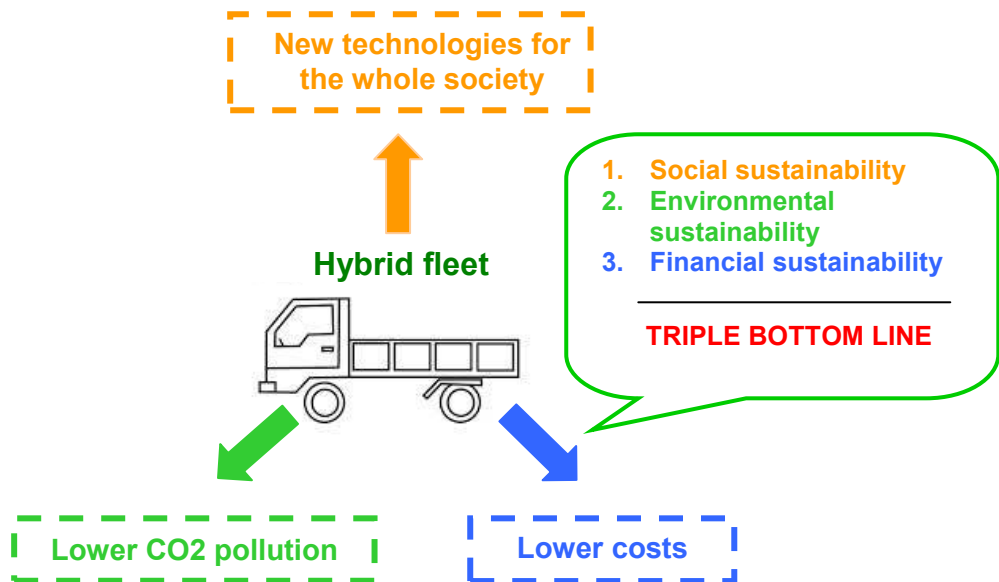 New technologies for
the whole society
1. Social sustainability
2. Environmental
sustainability
3. Financial sustainability
TRIPLE BOTTOM LINE
Hybrid fleet
Lower CO2 pollution
Lower costs